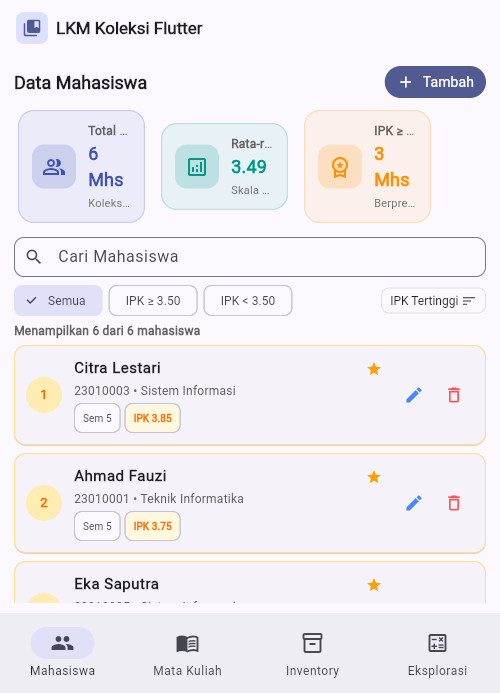 LKM Koleksi Flutter
Data Mahasiswa
Tambah
Total ...
6
Mhs
Koleks...
Rata-r...
3.49
Skala ...
IPK ≥ ...
3
Mhs
Berpre...
Cari Mahasiswa
Semua
IPK ≥ 3.50
IPK < 3.50
IPK Tertinggi
Menampilkan 6 dari 6 mahasiswa
1
Citra Lestari
23010003 • Sistem Informasi
Sem 5
IPK 3.85
2
Ahmad Fauzi
23010001 • Teknik Informatika
Sem 5
IPK 3.75
Eka Saputra
Mahasiswa
Mata Kuliah
Inventory
Eksplorasi